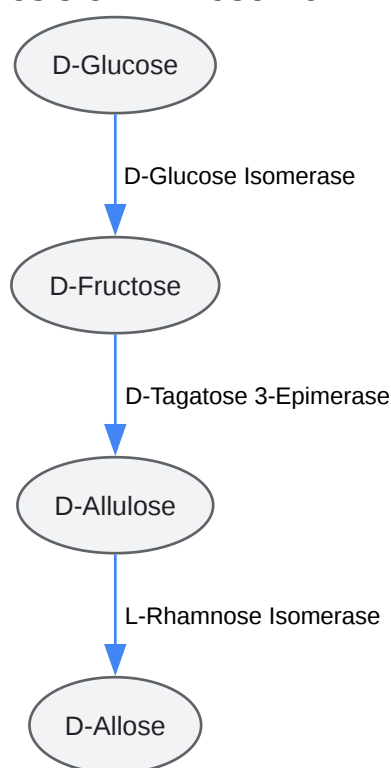 D-Glucose
D-Glucose Isomerase
D-Fructose
D-Tagatose 3-Epimerase
D-Allulose
L-Rhamnose Isomerase
D-Allose